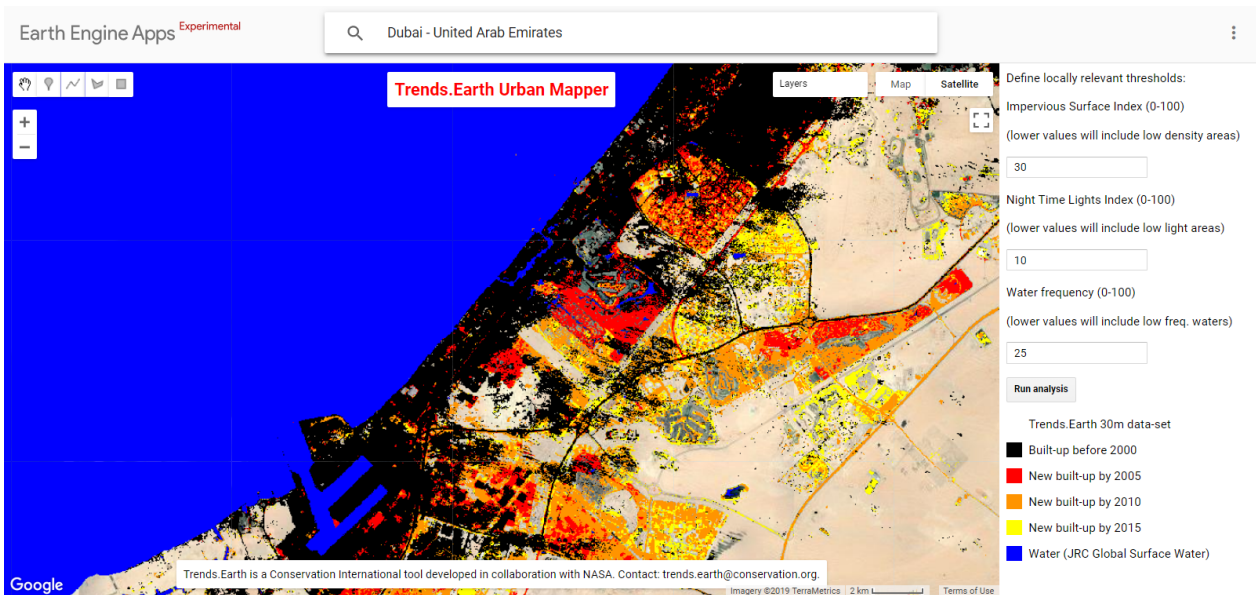 Earth Engine Apps Experimental
Dubai - United Arab Emirates
Trends.Earth Urban Mapper
Layers
Map
Satellite
+
−
Define locally relevant thresholds:
Impervious Surface Index (0-100)
(lower values will include low density areas)
30
Night Time Lights Index (0-100)
(lower values will include low light areas)
10
Water frequency (0-100)
(lower values will include low freq. waters)
25
Run analysis
Trends.Earth 30m data-set
Built-up before 2000
New built-up by 2005
New built-up by 2010
New built-up by 2015
Water (JRC Global Surface Water)
Trends.Earth is a Conservation International tool developed in collaboration with NASA. Contact: trends.earth@conservation.org.
Google
Imagery ©2019 TerraMetrics
2 km
Terms of Use